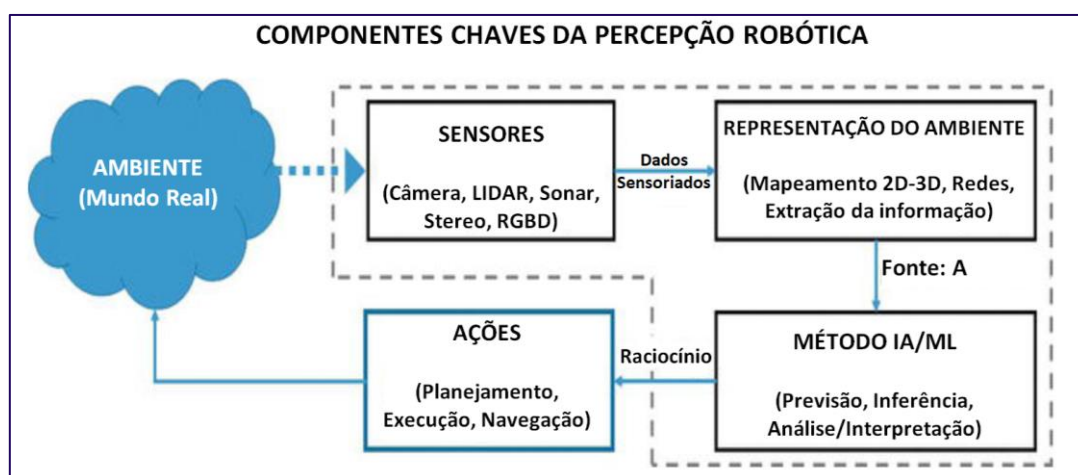 COMPONENTES CHAVES DA PERCEPÇÃO ROBÓTICA
AMBIENTE
(Mundo Real)
SENSORES
(Câmera, LIDAR, Sonar,
Stereo, RGBD)
Dados
Sensoriados
REPRESENTAÇÃO DO AMBIENTE
(Mapeamento 2D-3D, Redes,
Extração da informação)
Fonte: A
MÉTODO IA/ML
(Previsão, Inferência,
Análise/Interpretação)
Raciocínio
AÇÕES
(Planejamento,
Execução, Navegação)